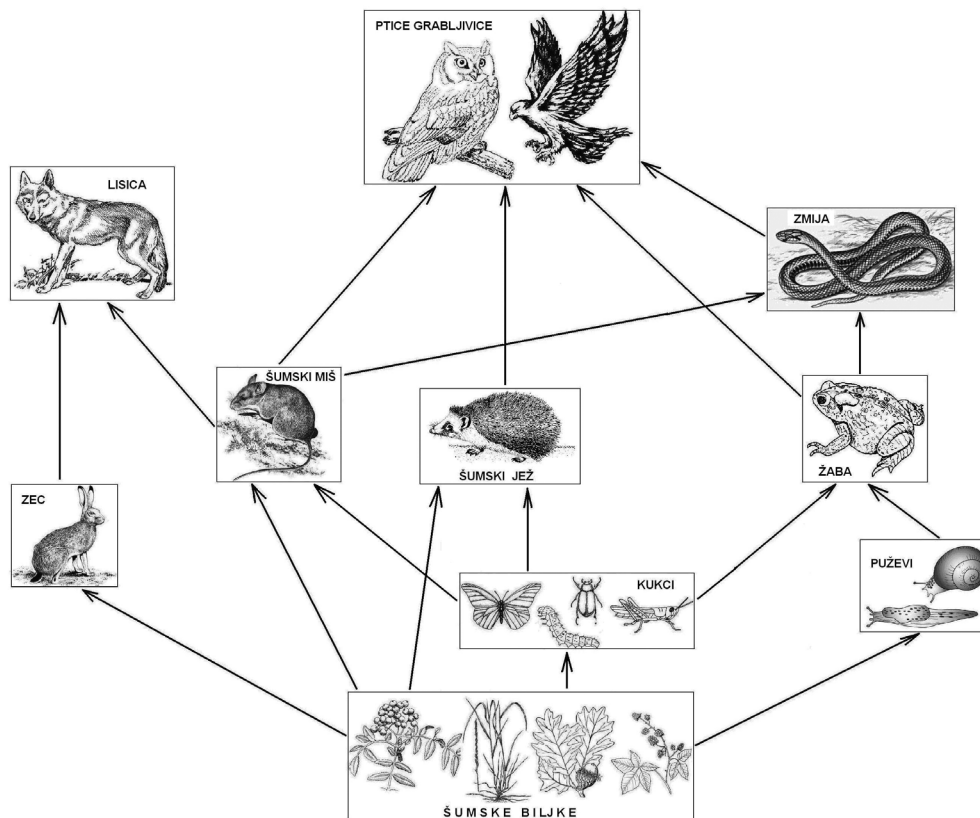 PTICE GRABLJIVICE
LISICA
ZMIJA
ŠUMSKI MIŠ
ŠUMSKI JEŽ
ŽABA
ZEC
KUKCI
PUŽEVI
ŠUMSKE BILJKE